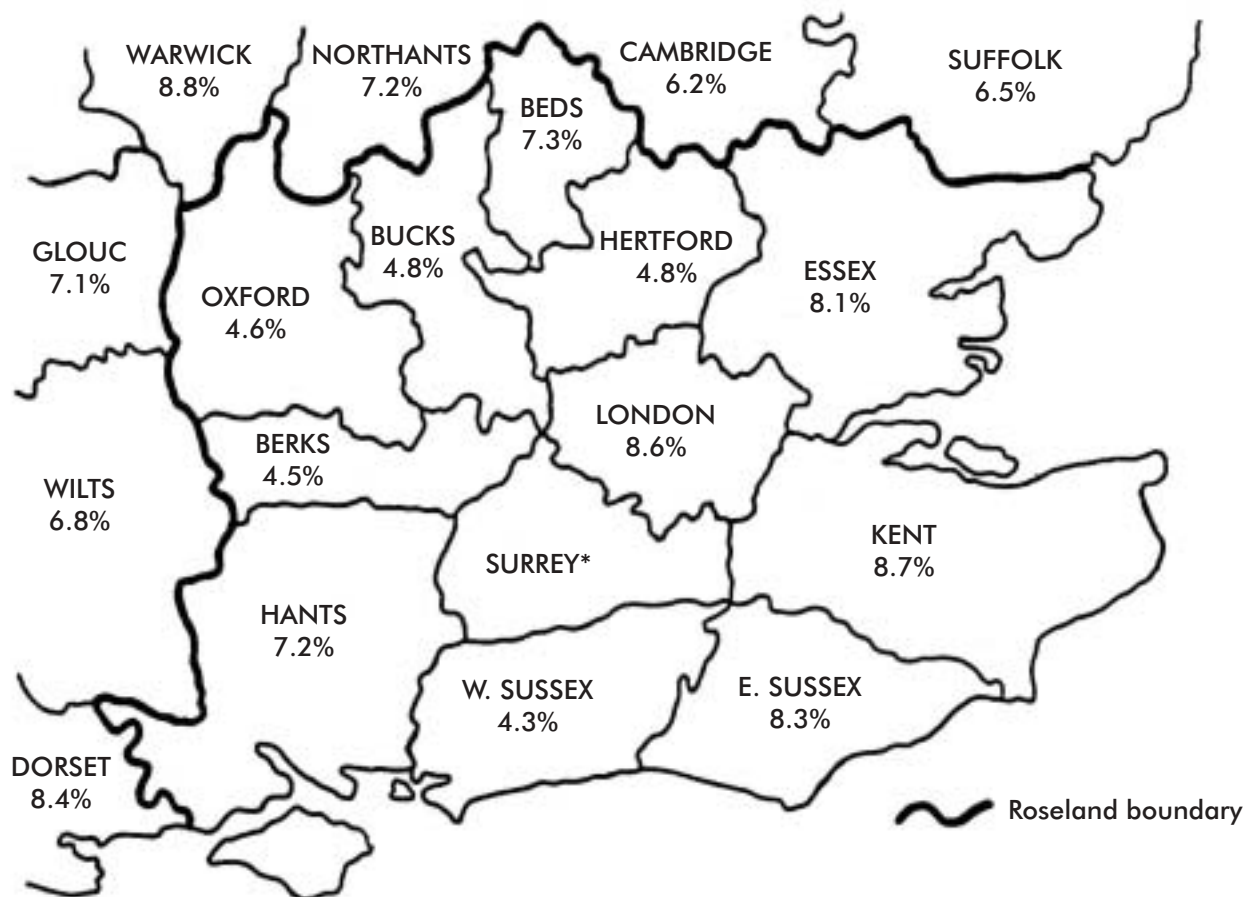 WARWICK
8.8%
NORTHANTS
7.2%
CAMBRIDGE
6.2%
SUFFOLK
6.5%
BEDS
7.3%
GLOUC
7.1%
OXFORD
4.6%
BUCKS
4.8%
HERTFORD
4.8%
ESSEX
8.1%
WILTS
6.8%
BERKS
4.5%
LONDON
8.6%
SURREY*
KENT
8.7%
HANTS
7.2%
W. SUSSEX
4.3%
E. SUSSEX
8.3%
DORSET
8.4%
Roseland boundary